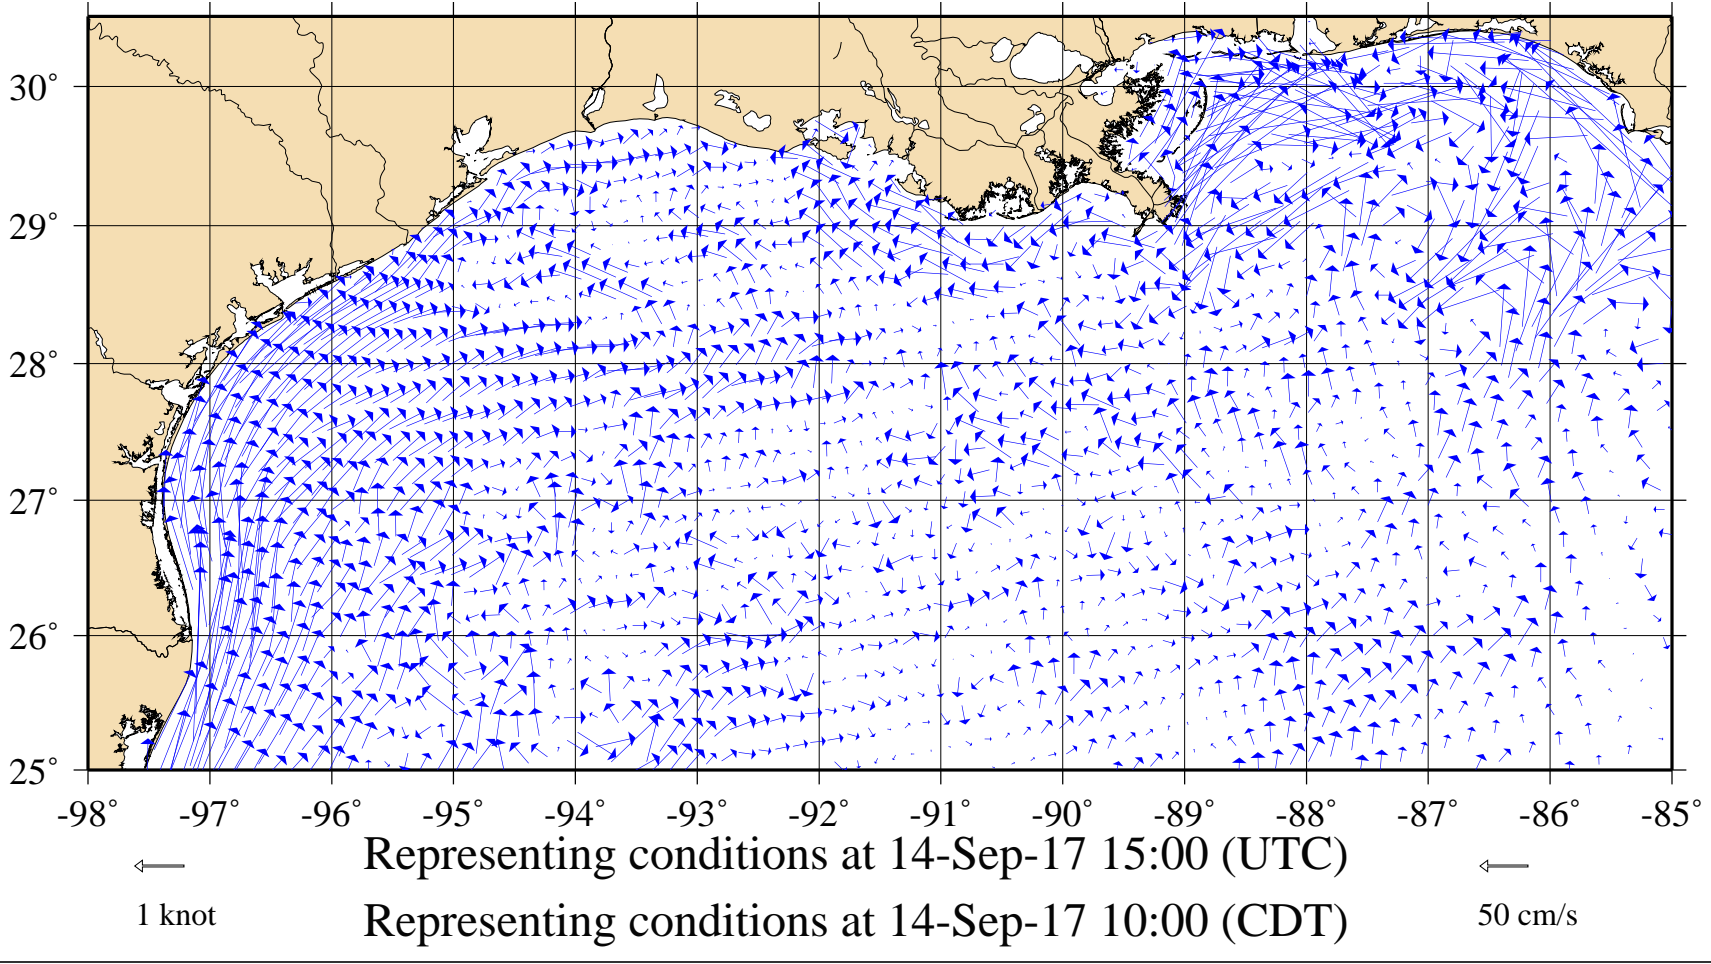 30°
29°
28°
27°
26°
25°
-98° -97° -96° -95° -94° -93° -92° -91° -90° -89° -88° -87° -86° -85°
Representing conditions at 14-Sep-17 15:00 (UTC)
1 knot Representing conditions at 14-Sep-17 10:00 (CDT) 50 cm/s